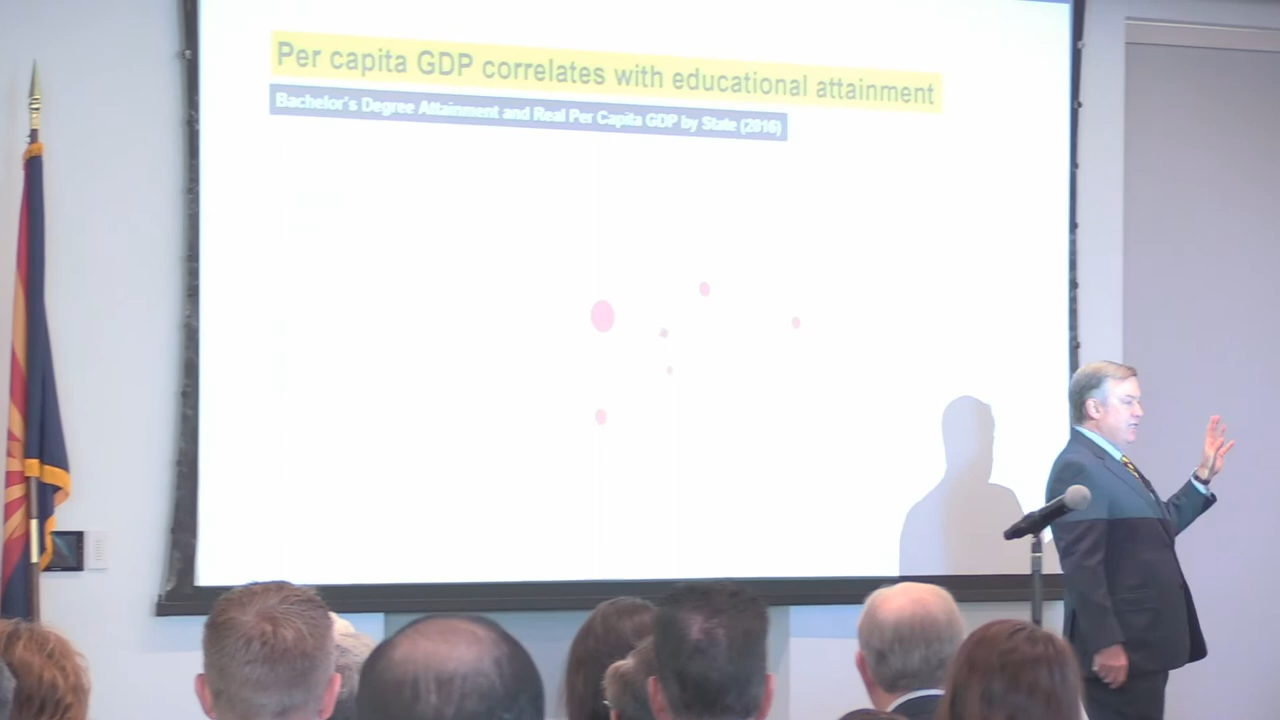 Per capita GDP correlates with educational attainment
Bachelor's Degree Attainment and Real Per Capita GDP by State (2016)